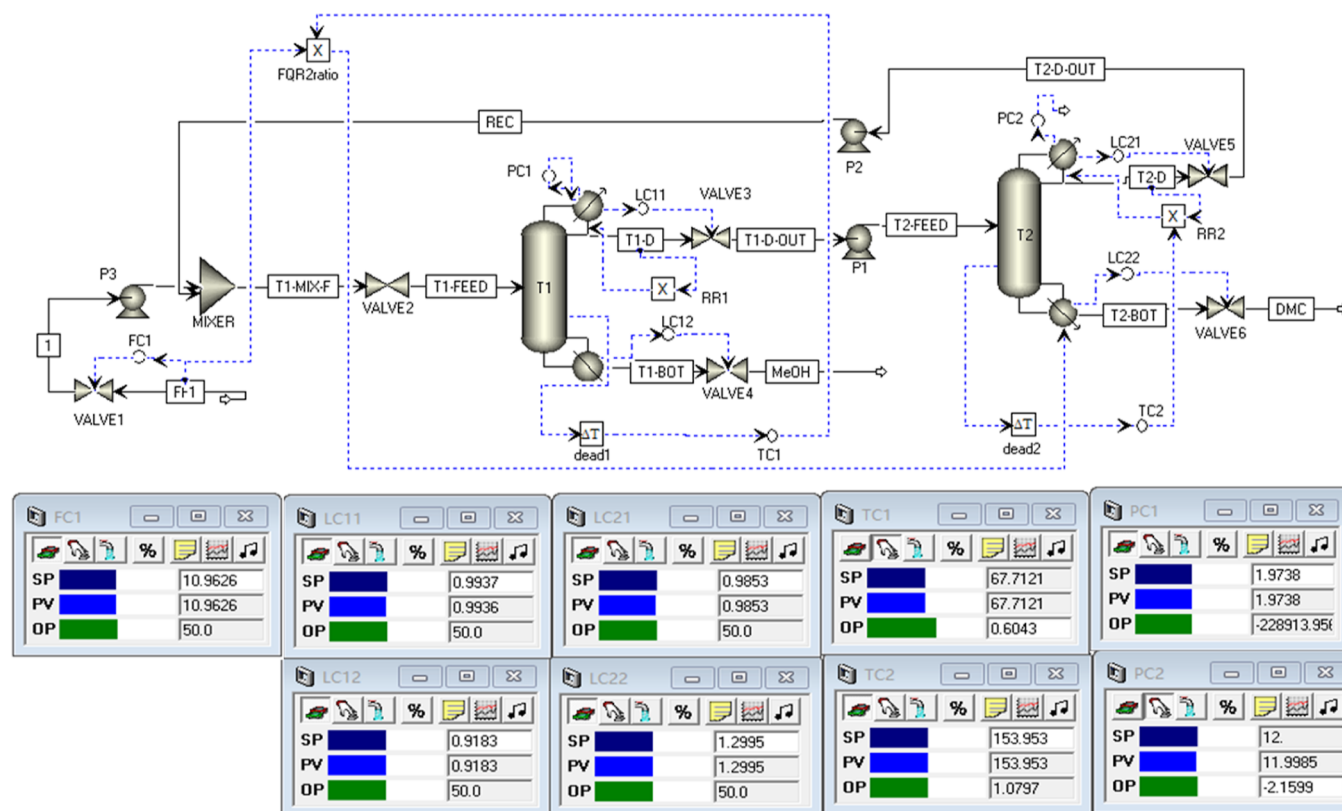 X
FQR2ratio
T2-D-OUT
REC
P2
PC2
LC21
VALVE5
T2-D
PC1
LC11
VALVE3
X
RR2
T1-D
T1-D-OUT
T2-FEED
T2
P1
P3
T1-MIX-F
T1-FEED
T1
X
RR1
LC22
MIXER
VALVE2
1
FC1
LC12
T2-BOT
DMC
VALVE6
T1-BOT
MeOH
VALVE4
VALVE1
ΔT
dead1
TC1
ΔT
dead2
TC2
FC1
%
SP 10.9626
PV 10.9626
OP 50.0
LC11
%
SP 0.9937
PV 0.9936
OP 50.0
LC21
%
SP 0.9853
PV 0.9853
OP 50.0
TC1
%
SP 67.7121
PV 67.7121
OP 0.6043
PC1
%
SP 1.9738
PV 1.9738
OP
LC12
%
SP 0.9183
PV 0.9183
OP 50.0
LC22
%
SP 1.2995
PV 1.2995
OP 50.0
TC2
%
SP 153.953
PV 153.953
OP 1.0797
PC2
%
SP 12.
PV 11.9985
OP -2.1599